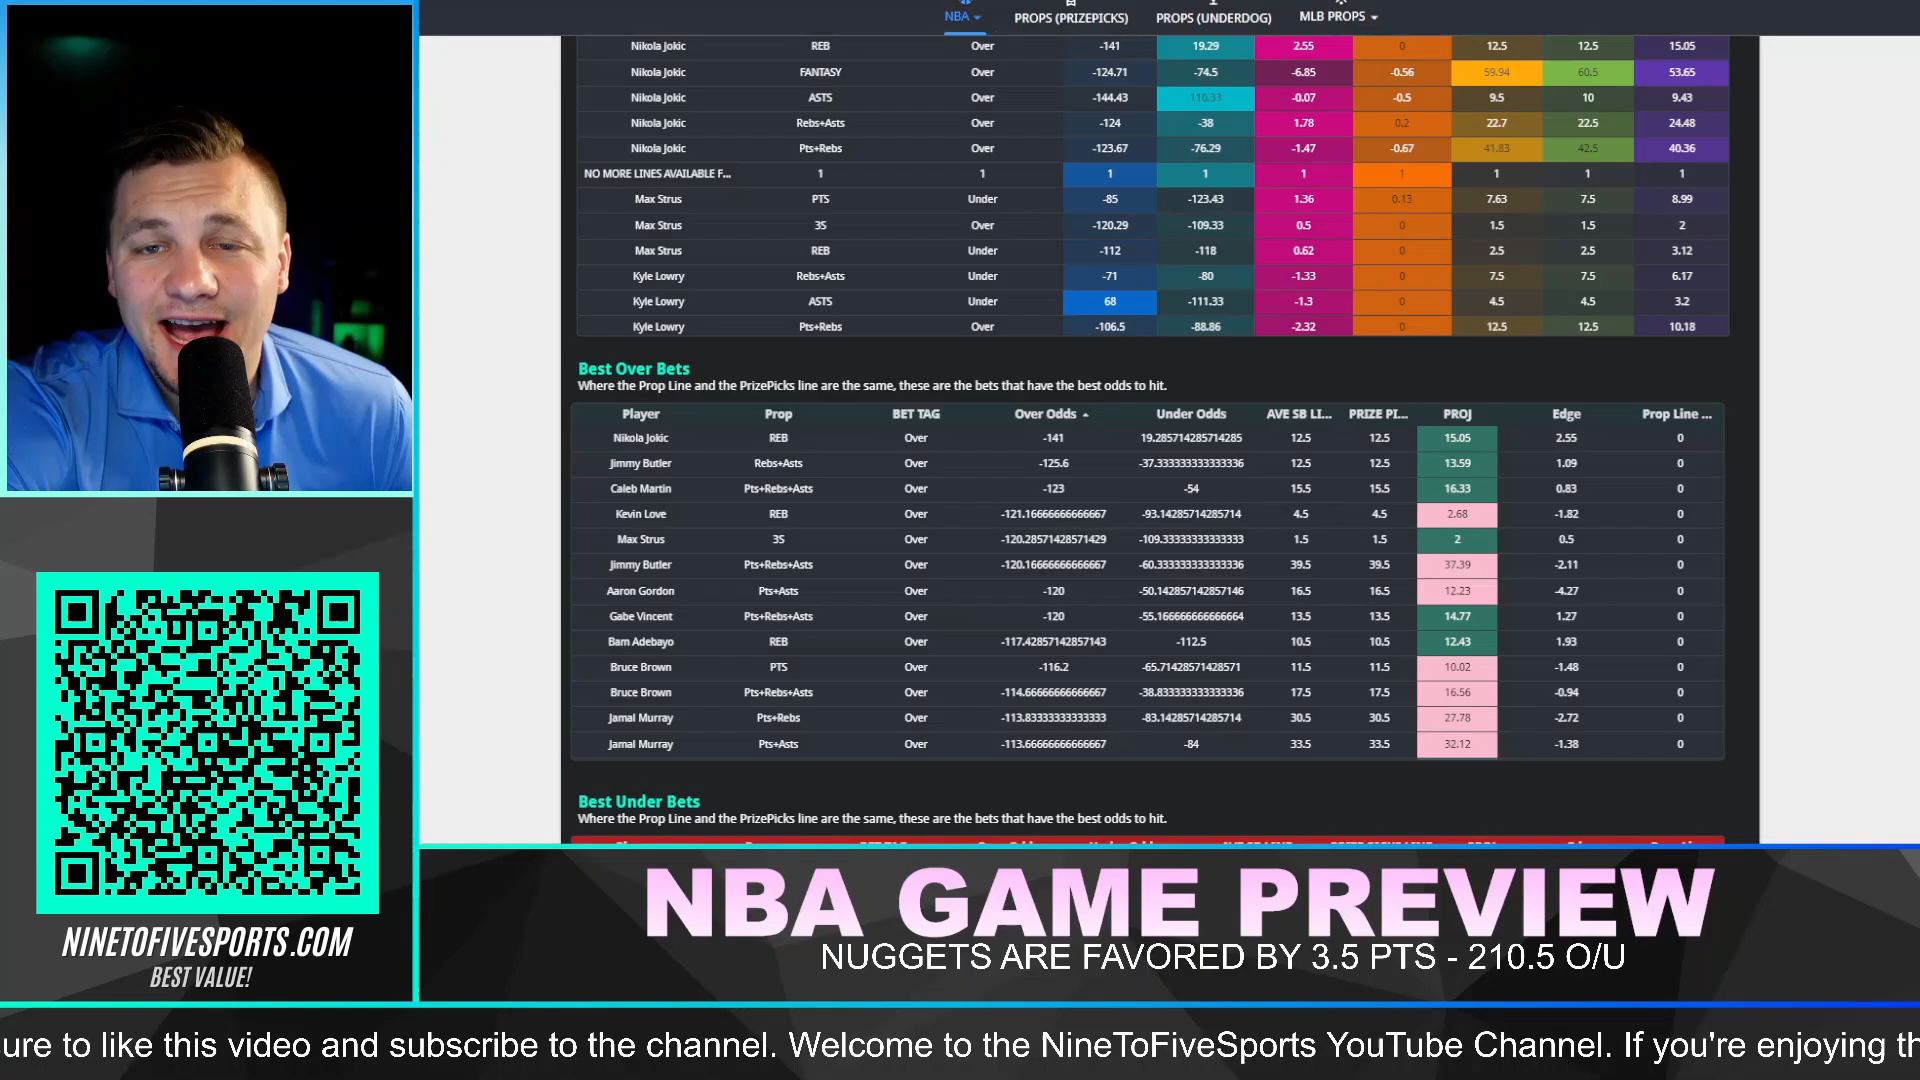 NBA
PROPS (PRIZEPICKS)
PROPS (UNDERDOG)
MLB PROPS
Nikola Jokic REB Over -141 19.29 2.55 0 12.5 12.5 15.05
Nikola Jokic FANTASY Over -124.71 -74.5 -6.85 -0.56 59.94 60.5 53.65
Nikola Jokic ASTS Over -144.43 110.33 -0.07 -0.5 9.5 10 9.43
Nikola Jokic Rebs+Asts Over -124 -38 1.78 0.2 22.7 22.5 24.48
Nikola Jokic Pts+Rebs Over -123.67 -76.29 -1.47 -0.67 41.83 42.5 40.36
NO MORE LINES AVAILABLE F... 1 1 1 1 1 1 1 1 1
Max Strus PTS Under -85 -123.43 1.36 0.13 7.63 7.5 8.99
Max Strus 3S Over -120.29 -109.33 0.5 0 1.5 1.5 2
Max Strus REB Under -112 -118 0.62 0 2.5 2.5 3.12
Kyle Lowry Rebs+Asts Under -71 -80 -1.33 0 7.5 7.5 6.17
Kyle Lowry ASTS Under 68 -111.33 -1.3 0 4.5 4.5 3.2
Kyle Lowry Pts+Rebs Over -106.5 -88.86 -2.32 0 12.5 12.5 10.18
Best Over Bets
Where the Prop Line and the PrizePicks line are the same, these are the bets that have the best odds to hit.
Player Prop BET TAG Over Odds Under Odds AVE SB LI... PRIZE PI... PROJ Edge Prop Line ...
Nikola Jokic REB Over -141 19.285714285714285 12.5 12.5 15.05 2.55 0
Jimmy Butler Rebs+Asts Over -125.6 -37.333333333333336 12.5 12.5 13.59 1.09 0
Caleb Martin Pts+Rebs+Asts Over -123 -54 15.5 15.5 16.33 0.83 0
Kevin Love REB Over -121.16666666666667 -93.14285714285714 4.5 4.5 2.68 -1.82 0
Max Strus 3S Over -120.28571428571429 -109.33333333333333 1.5 1.5 2 0.5 0
Jimmy Butler Pts+Rebs+Asts Over -120.16666666666667 -60.333333333333336 39.5 39.5 37.39 -2.11 0
Aaron Gordon Pts+Asts Over -120 -50.142857142857146 16.5 16.5 12.23 -4.27 0
Gabe Vincent Pts+Rebs+Asts Over -120 -55.166666666666664 13.5 13.5 14.77 1.27 0
Bam Adebayo REB Over -117.42857142857143 -112.5 10.5 10.5 12.43 1.93 0
Bruce Brown PTS Over -116.2 -65.71428571428571 11.5 11.5 10.02 -1.48 0
Bruce Brown Pts+Rebs+Asts Over -114.66666666666667 -38.833333333333336 17.5 17.5 16.56 -0.94 0
Jamal Murray Pts+Rebs Over -113.83333333333333 -83.14285714285714 30.5 30.5 27.78 -2.72 0
Jamal Murray Pts+Asts Over -113.66666666666667 -84 33.5 33.5 32.12 -1.38 0
Best Under Bets
Where the Prop Line and the PrizePicks line are the same, these are the bets that have the best odds to hit.
NINETOFIVESPORTS.COM
BEST VALUE!
NBA GAME PREVIEW
NUGGETS ARE FAVORED BY 3.5 PTS - 210.5 O/U
ure to like this video and subscribe to the channel. Welcome to the NineToFiveSports YouTube Channel. If you're enjoying th